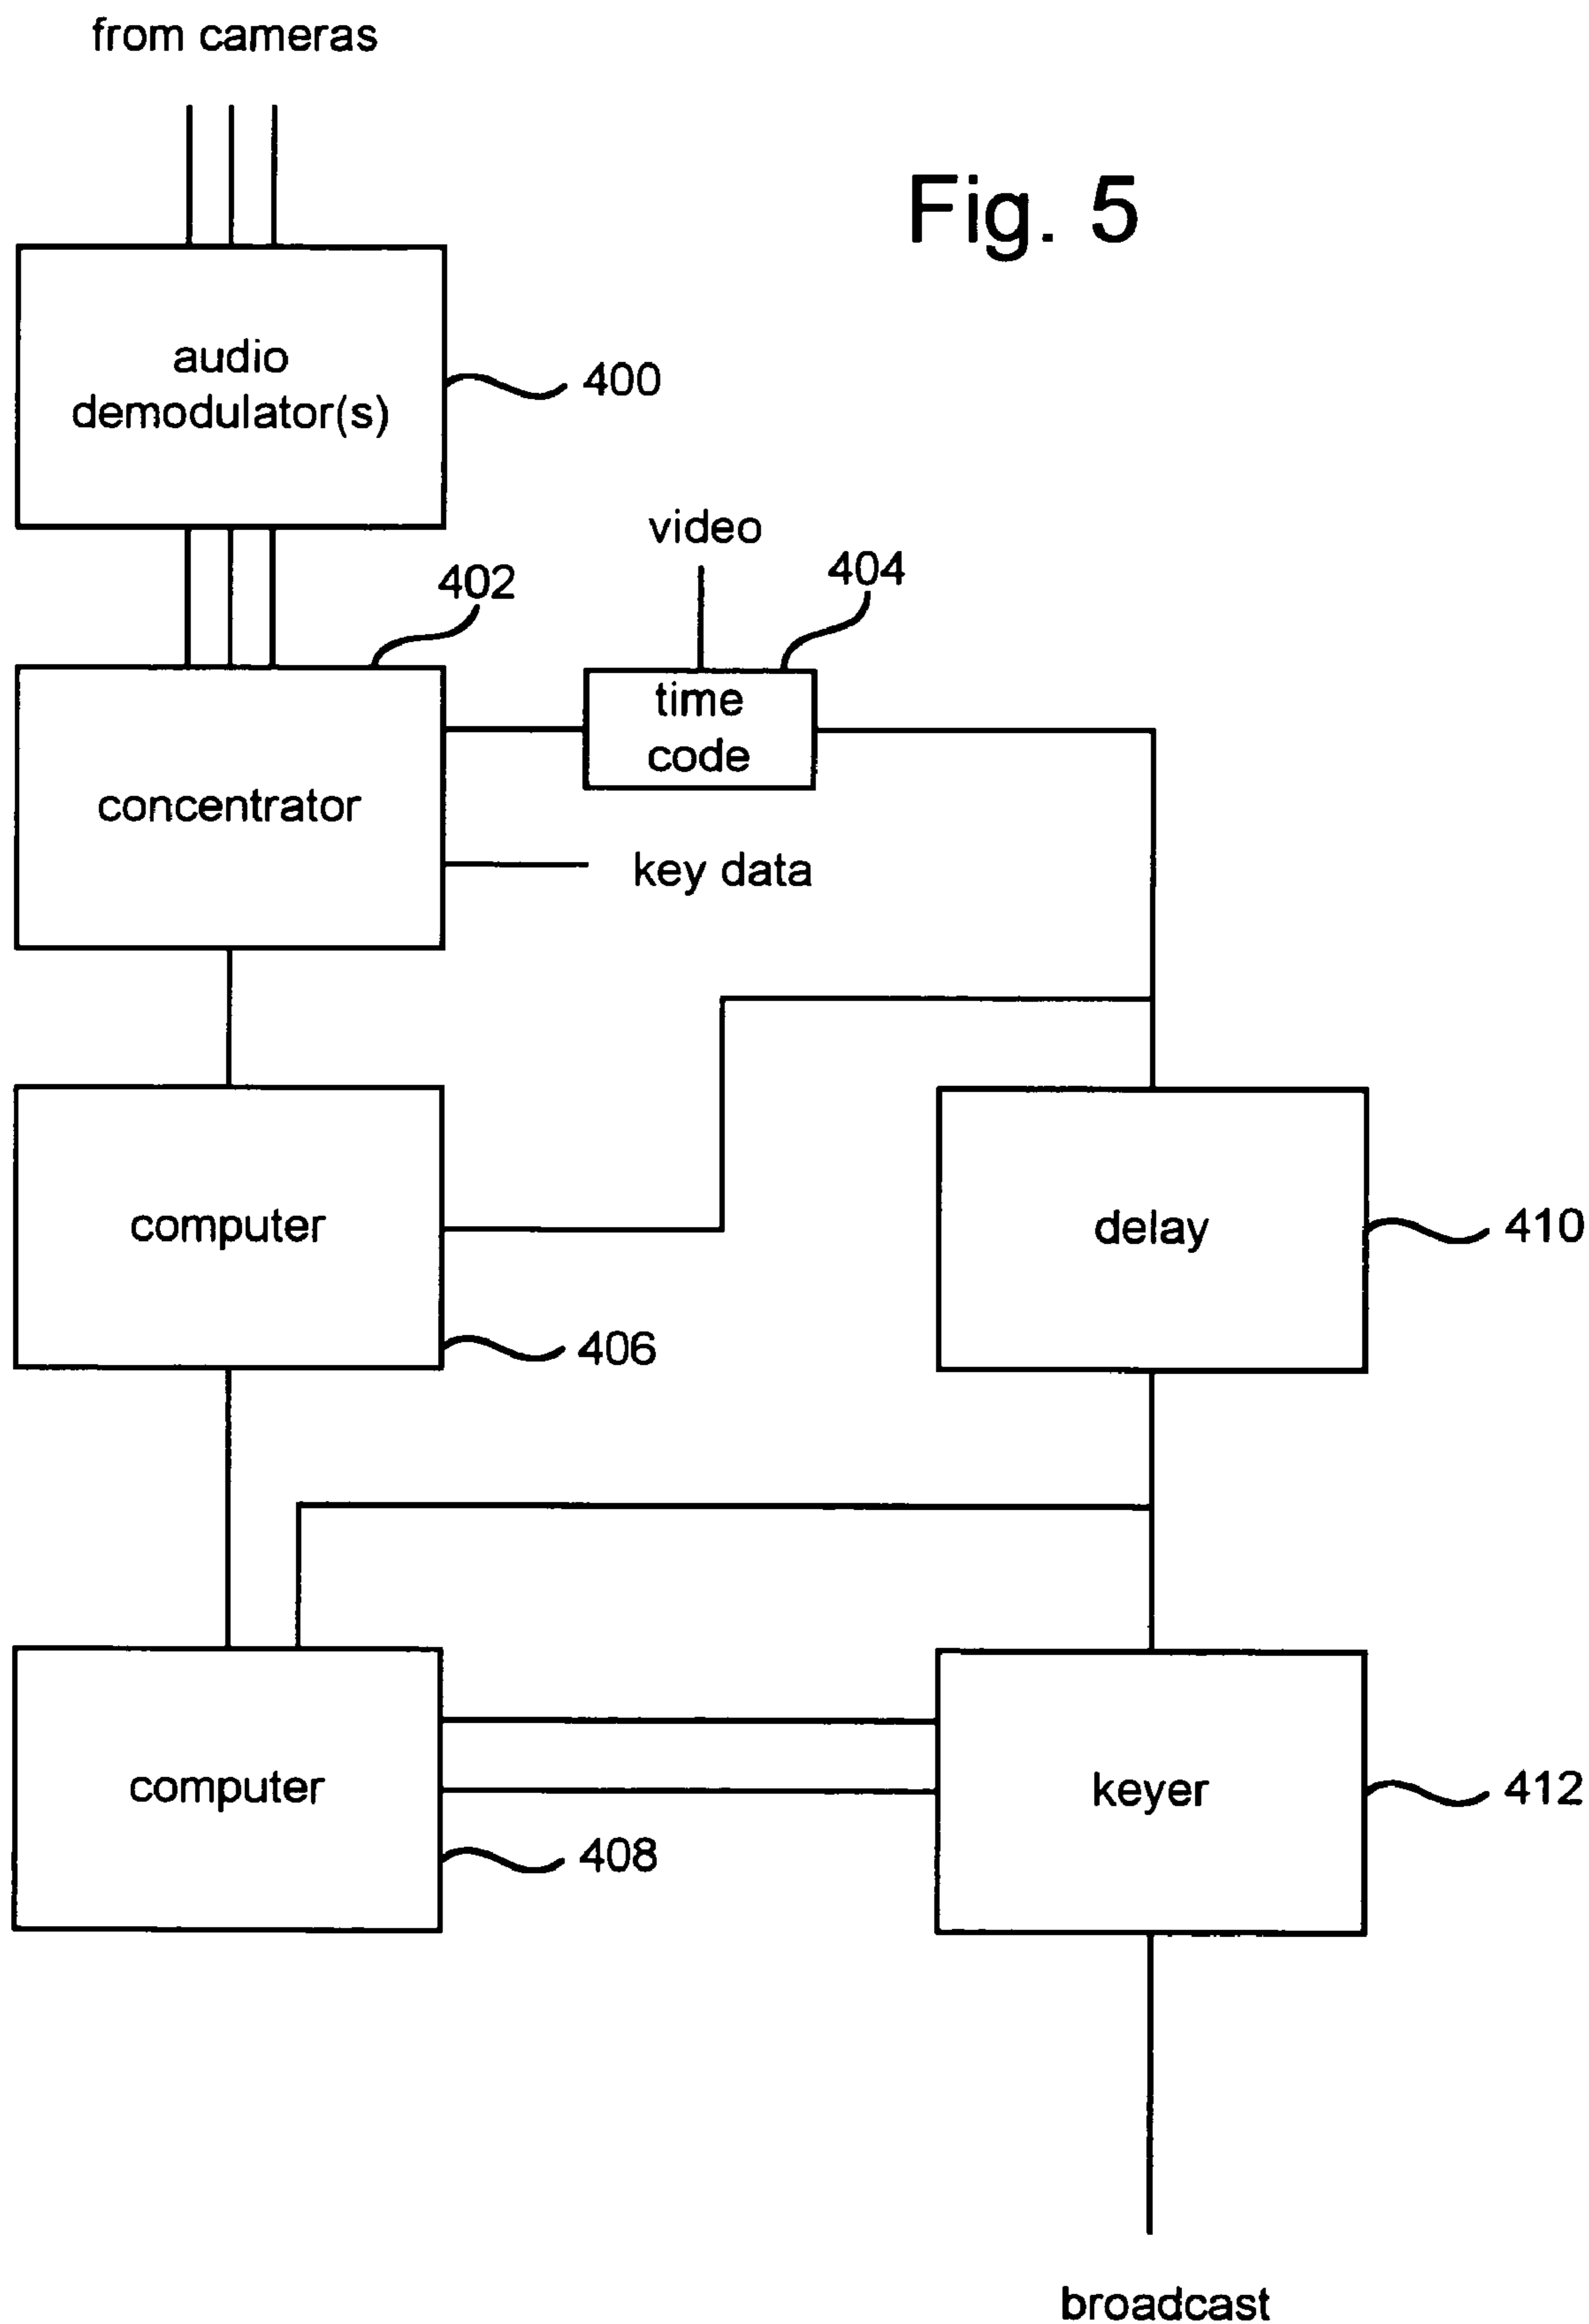 from cameras
Fig. 5
audio
demodulator(s)
400
video
402
404
time
code
concentrator
key data
computer
delay
410
406
computer
keyer
412
408
broadcast